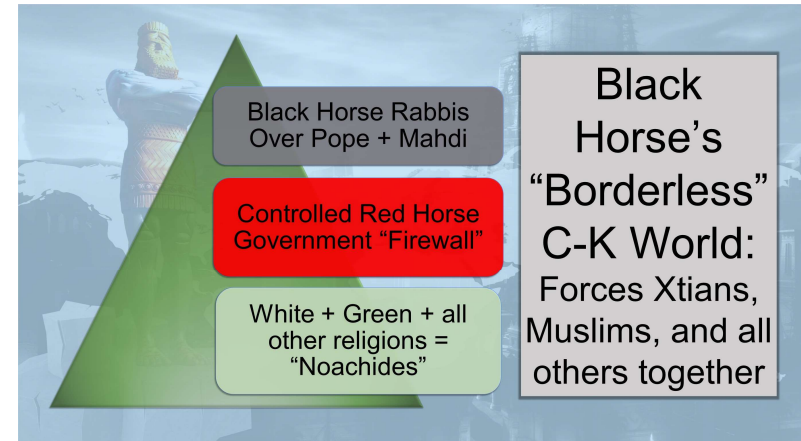 Black Horse Rabbis
Over Pope + Mahdi
Controlled Red Horse
Government “Firewall”
White + Green + all
other religions =
“Noachides”
Black
Horse’s
“Borderless”
C-K World:
Forces Xtians,
Muslims, and all
others together